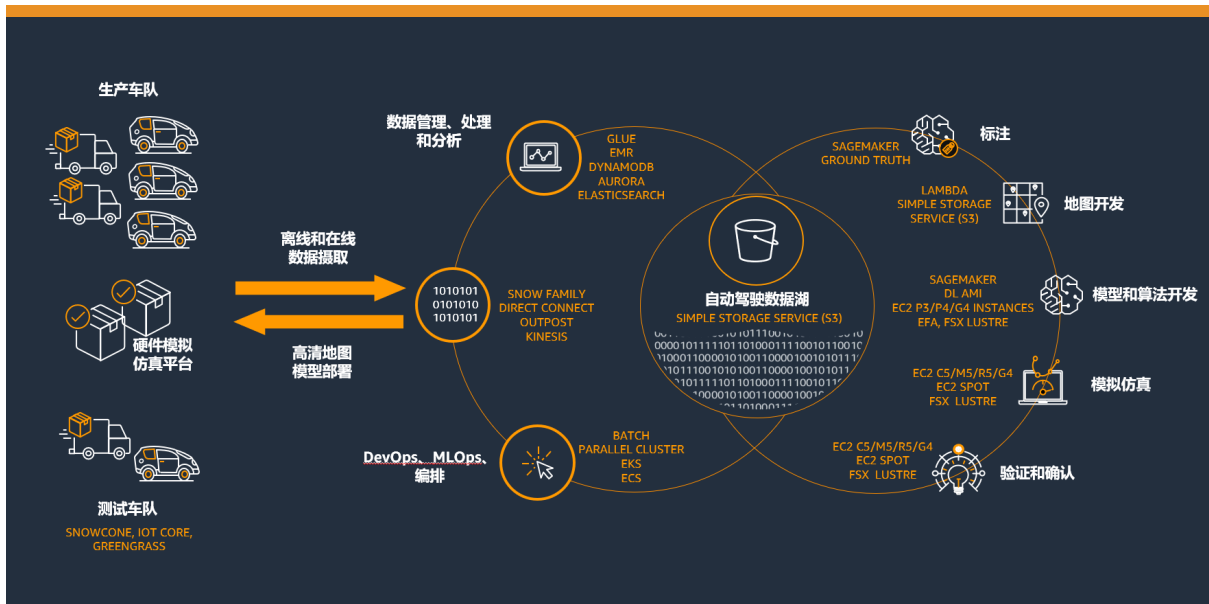 生产车队
硬件模拟
仿真平台
测试车队
SNOWCONE, IOT CORE,
GREENGRASS
离线和在线
数据摄取
高清地图
模型部署
数据管理、处理
和分析
GLUE
EMR
DYNAMODB
AURORA
ELASTICSEARCH
1010101
0101010
1010101
SNOW FAMILY
DIRECT CONNECT
OUTPOST
KINESIS
DevOps、MLOps、
编排
BATCH
PARALLEL CLUSTER
EKS
ECS
自动驾驶数据湖
SIMPLE STORAGE SERVICE (S3)
SAGEMAKER
GROUND TRUTH
标注
LAMBDA
SIMPLE STORAGE
SERVICE (S3)
地图开发
SAGEMAKER
DL AMI
EC2 P3/P4/G4 INSTANCES
EFA, FSX LUSTRE
模型和算法开发
EC2 C5/M5/R5/G4
EC2 SPOT
FSX LUSTRE
模拟仿真
EC2 C5/M5/R5/G4
EC2 SPOT
FSX LUSTRE
验证和确认